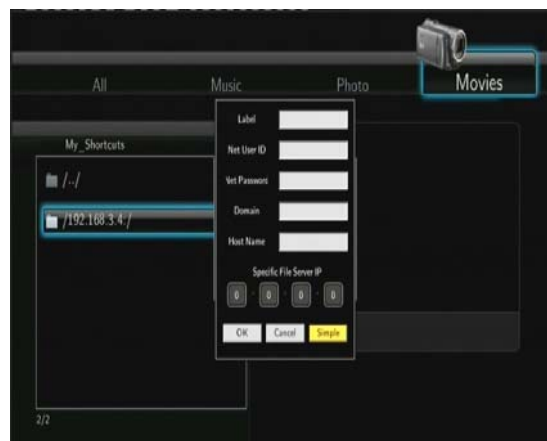 All Music Photo Movies
My_Shortcuts
/../
/192.168.3.4:/
Label
Net User ID
Net Password
Domain
Host Name
Specific File Server IP
0 0 0 0
OK Cancel Simple
2/2